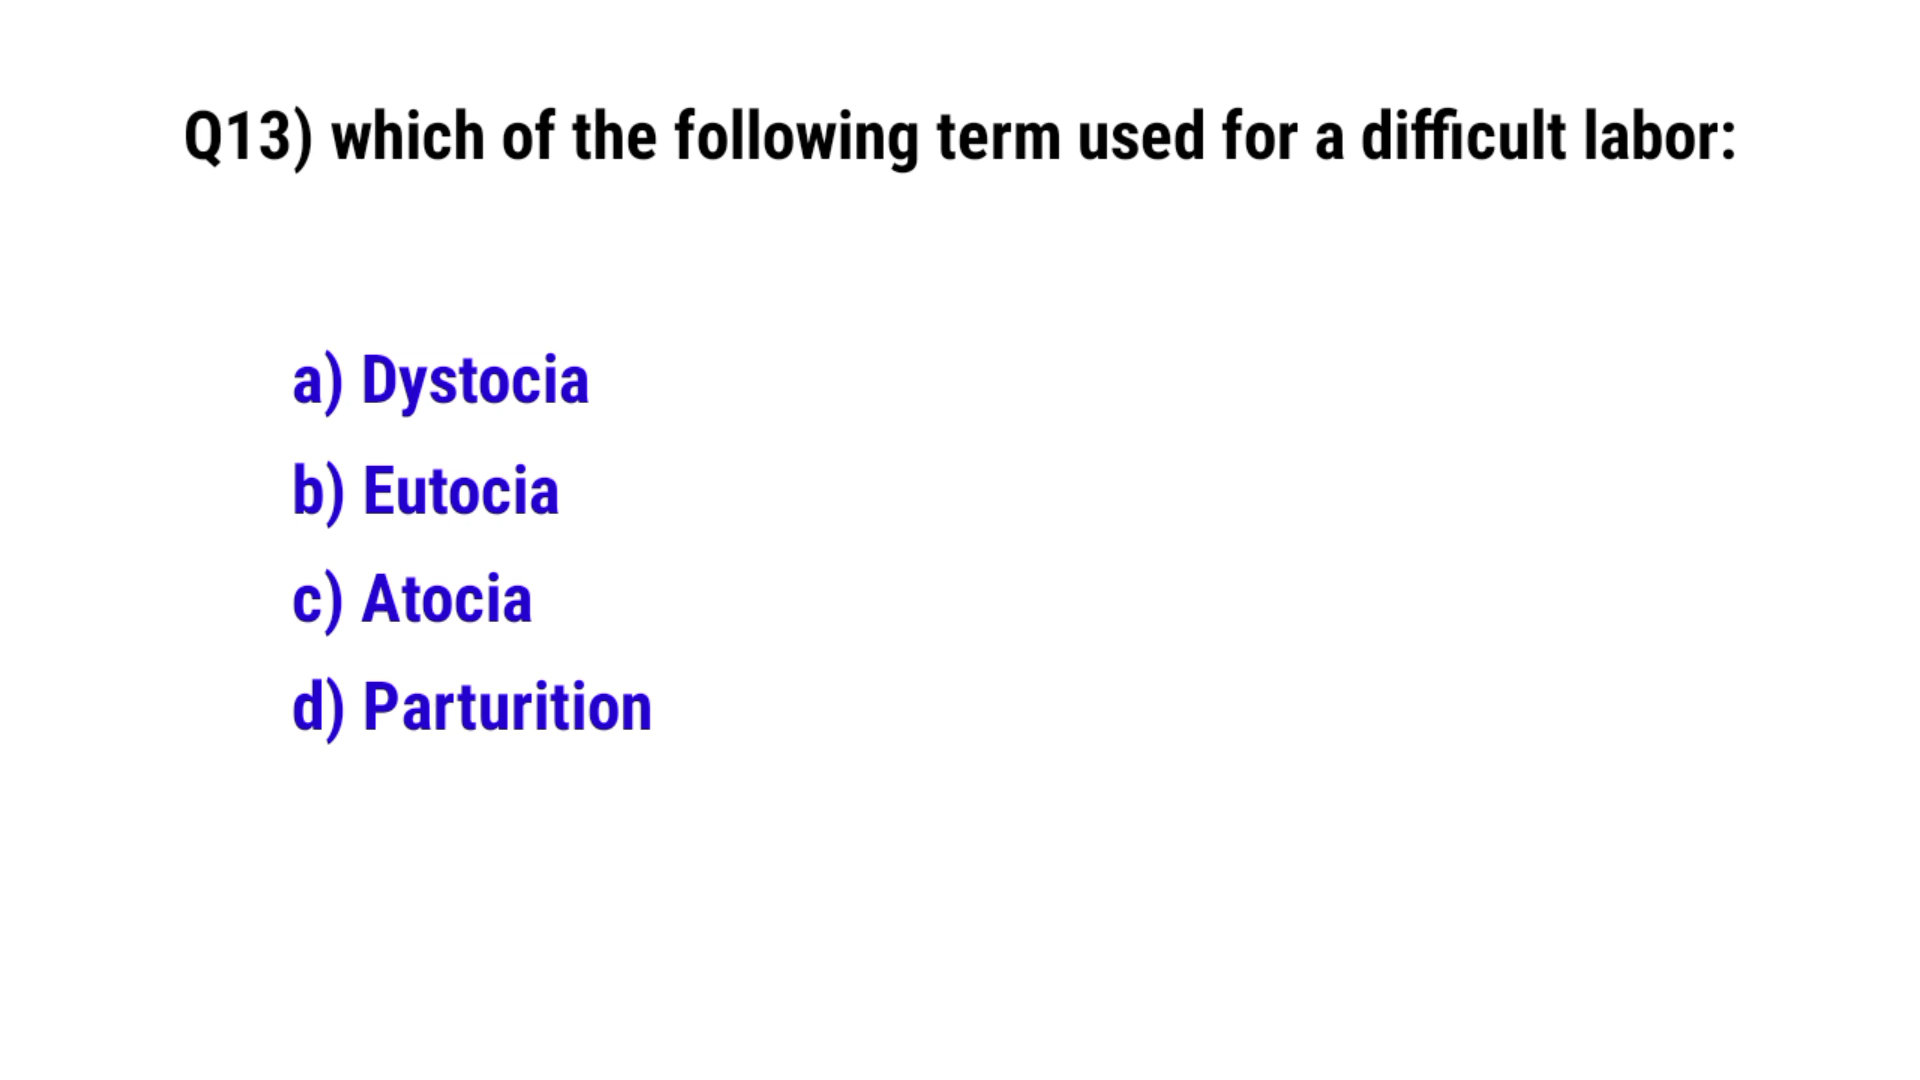 Q13) which of the following term used for a difficult labor:
a) Dystocia
b) Eutocia
c) Atocia
d) Parturition